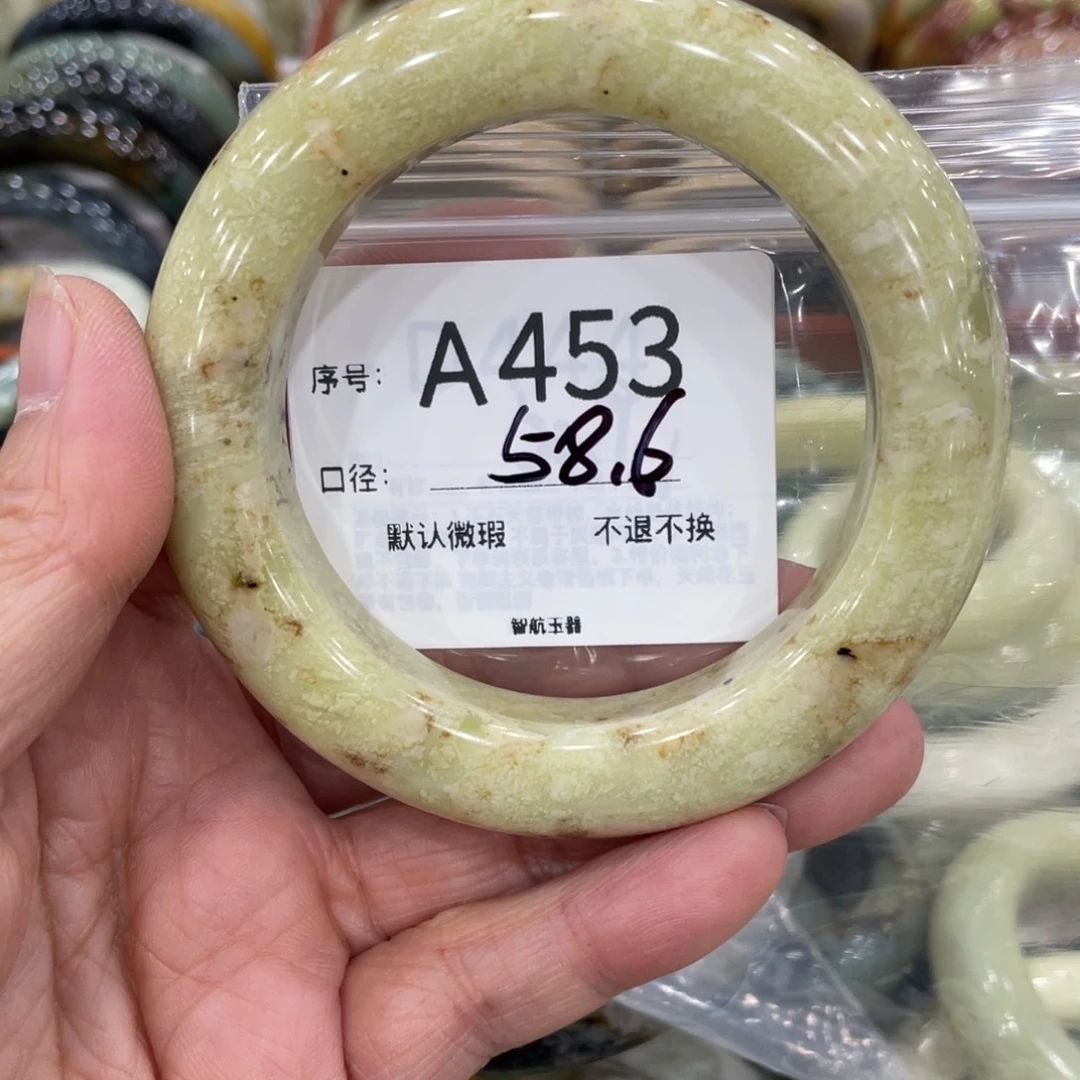 序号: A453
口径: 58.6
默认微瑕 不退不换
智航玉器